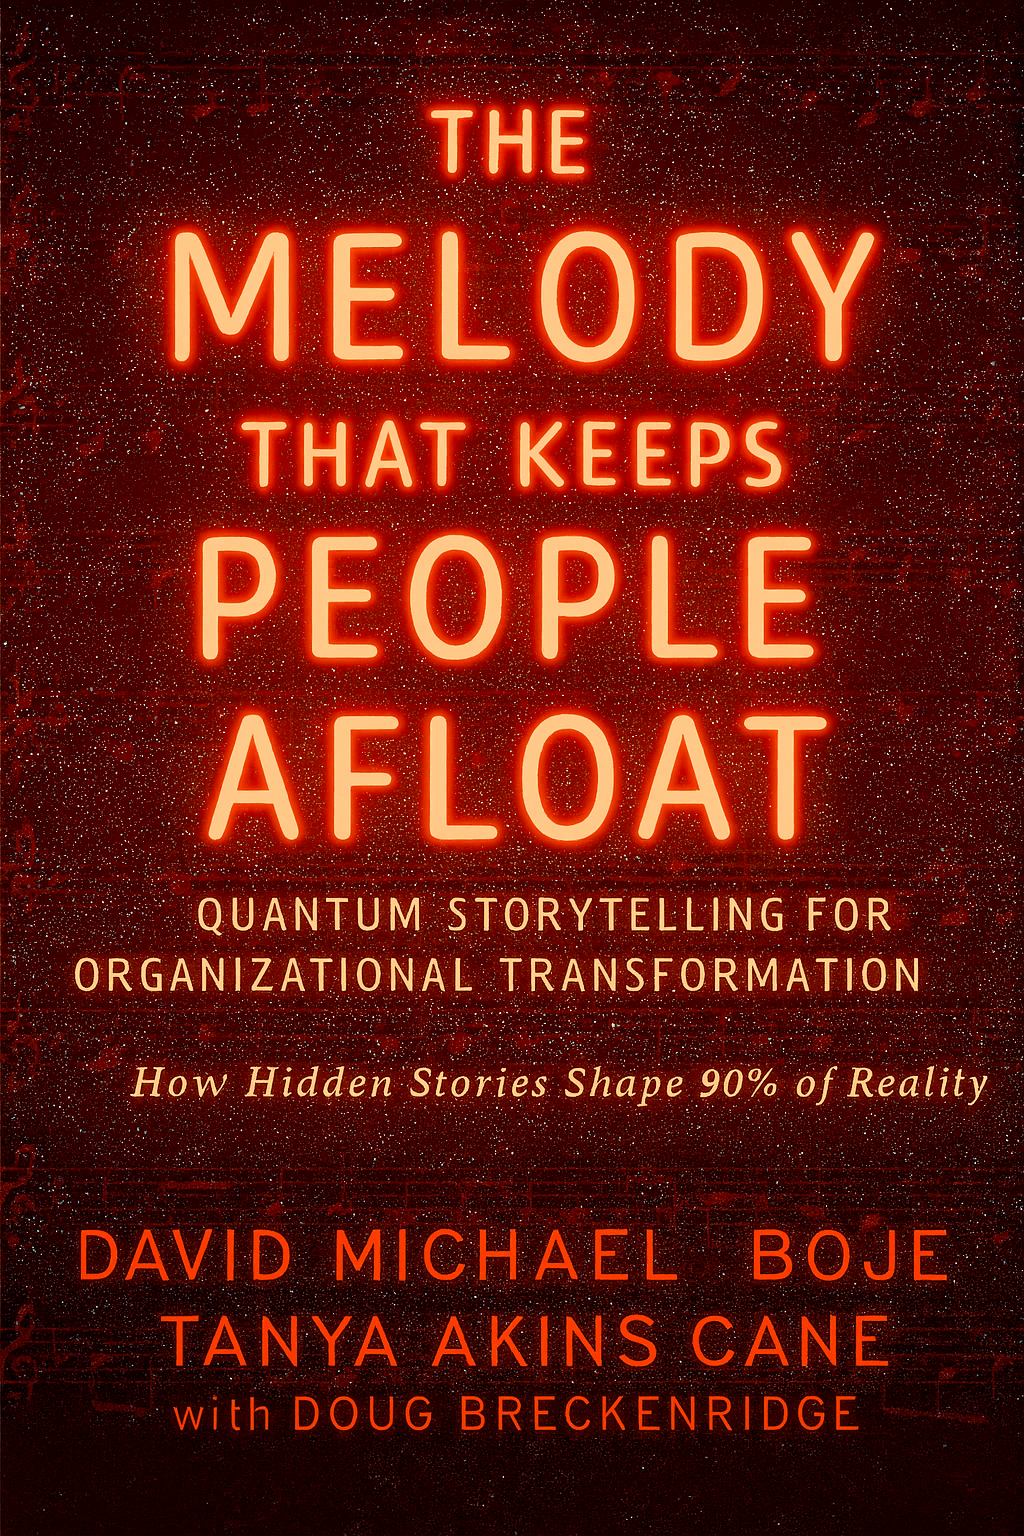 THE
MELODY
THAT KEEPS
PEOPLE
AFLOAT
QUANTUM STORYTELLING FOR
ORGANIZATIONAL TRANSFORMATION
How Hidden Stories Shape 90% of Reality
DAVID MICHAEL BOJE
TANYA AKINS CANE
with DOUG BRECKENRIDGE